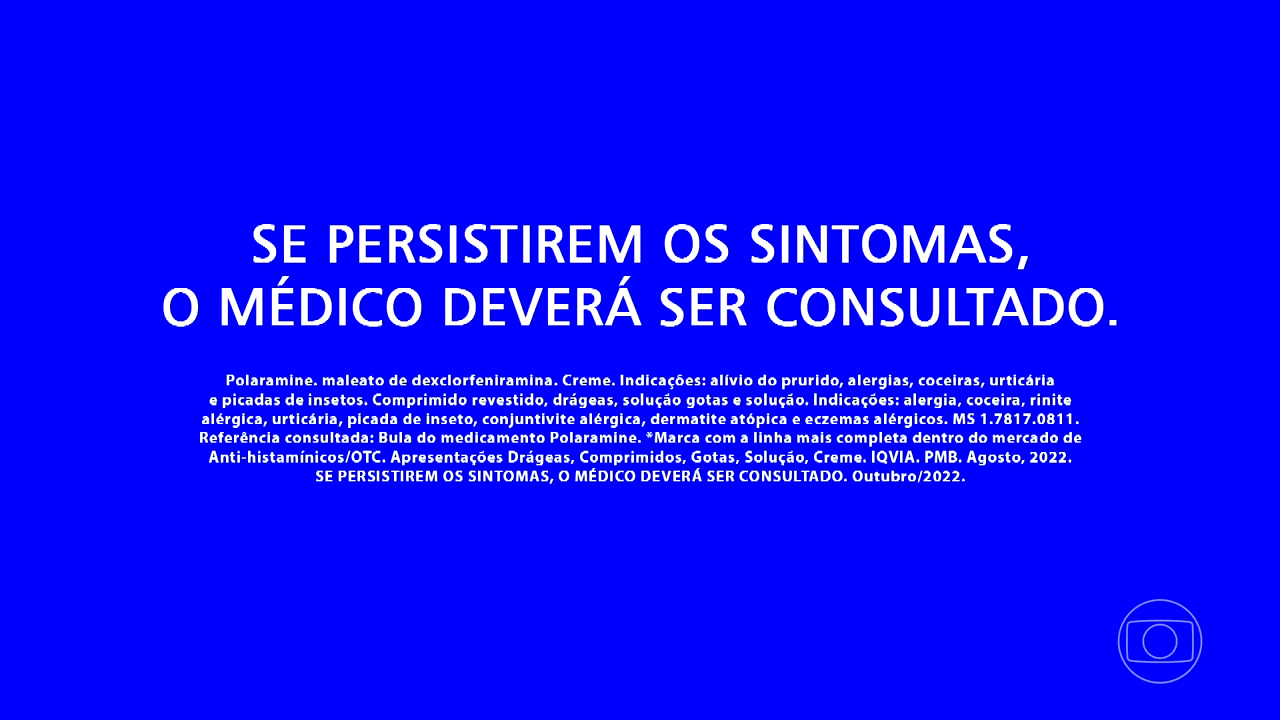 SE PERSISTIREM OS SINTOMAS,
O MÉDICO DEVERÁ SER CONSULTADO.
Polaramine. maleato de dexclorfeniramina. Creme. Indicações: alívio do prurido, alergias, coceiras, urticária
e picadas de insetos. Comprimido revestido, drágeas, solução gotas e solução. Indicações: alergia, coceira, rinite
alérgica, urticária, picada de inseto, conjuntivite alérgica, dermatite atópica e eczemas alérgicos. MS 1.7817.0811.
Referência consultada: Bula do medicamento Polaramine. *Marca com a linha mais completa dentro do mercado de
Anti-histamínicos/OTC. Apresentações Drágeas, Comprimidos, Gotas, Solução, Creme. IQVIA. PMB. Agosto, 2022.
SE PERSISTIREM OS SINTOMAS, O MÉDICO DEVERÁ SER CONSULTADO. Outubro/2022.